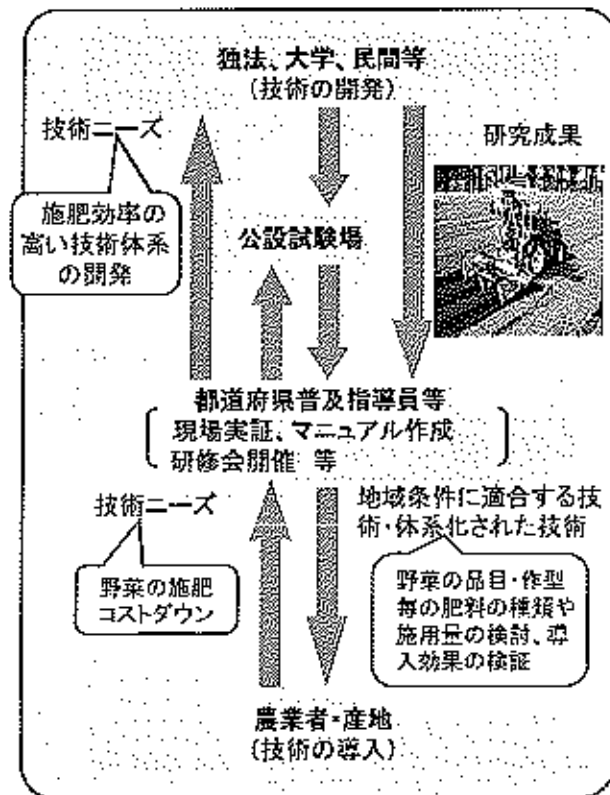 独法、大学、民間等
(技術の開発)
技術ニーズ
研究成果
施肥効率の
高い技術体系
の開発
公設試験場
都道府県普及指導員等
現場実証、マニュアル作成
研修会開催 等
技術ニーズ
地域条件に適合する技
術・体系化された技術
野菜の施肥
コストダウン
野菜の品目・作型
毎の肥料の種類や
施用量の検討、導
入効果の検証
農業者・産地
(技術の導入)